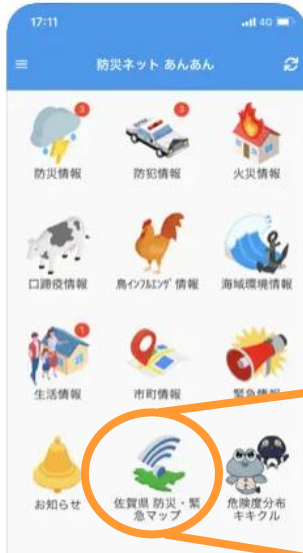 17:11 4G
防災ネット あんあん
3 3
防災情報 防犯情報 火災情報
口蹄疫情報 鳥インフルエンザ情報 海域環境情報
1
生活情報 市町情報 緊急情報
お知らせ 佐賀県 防災・緊 危険度分布
急マップ キキクル